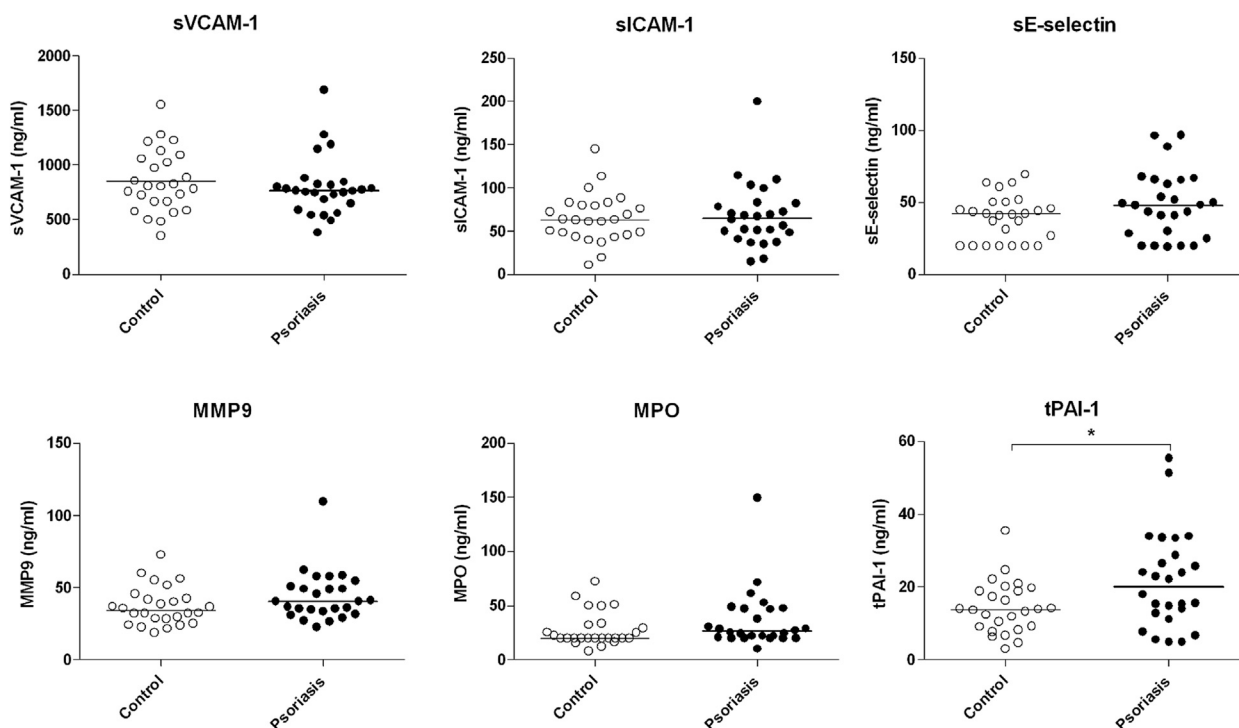 sVCAM-1
sVCAM-1 (ng/ml)
2000
1500
1000
500
0
Control
Psoriasis
sICAM-1
sICAM-1 (ng/ml)
250
200
150
100
50
0
Control
Psoriasis
sE-selectin
sE-selectin (ng/ml)
150
100
50
0
Control
Psoriasis
MMP9
MMP9 (ng/ml)
150
100
50
0
Control
Psoriasis
MPO
MPO (ng/ml)
200
150
100
50
0
Control
Psoriasis
tPAI-1
tPAI-1 (ng/ml)
60
40
20
0
*
Control
Psoriasis